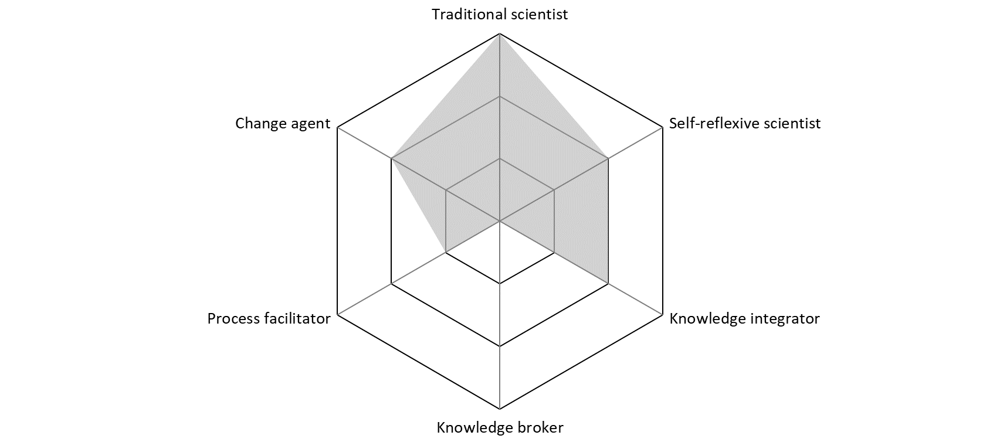 Traditional scientist
Change agent
Self-reflexive scientist
Process facilitator
Knowledge integrator
Knowledge broker